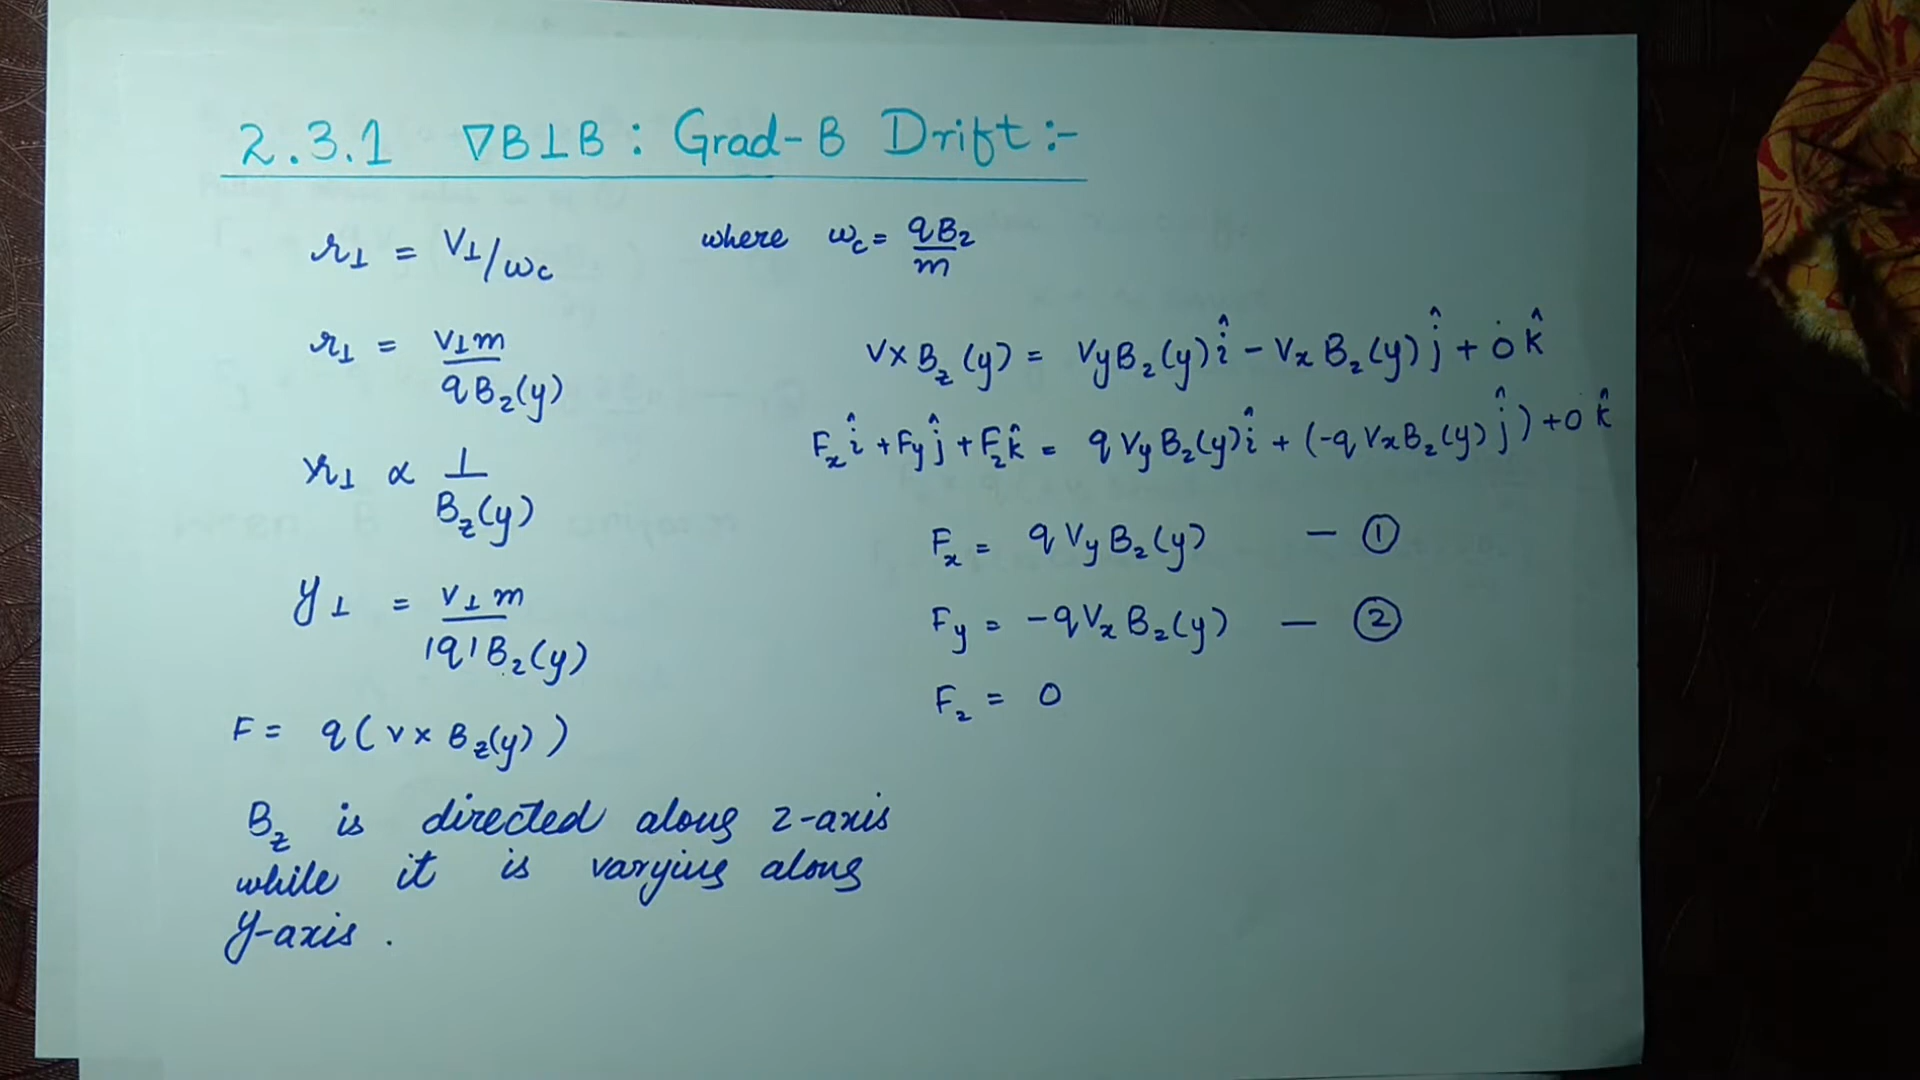 2.3.1 ∇B⊥B : Grad-B Drift :-
r⊥ = V⊥/ωc where ωc = qBz/m
r⊥ = v⊥m / qBz(y)
r⊥ ∝ 1 / Bz(y)
y⊥ = v⊥m / |q|Bz(y)
F = q(v × Bz(y))
Bz is directed along z-axis
while it is varying along
y-axis .
V×Bz(y) = VyBz(y)î - VxBz(y)ĵ + 0k̂
Fxî + Fyĵ + Fzk̂ = qVyBz(y)î + (-qVxBz(y)ĵ) + 0k̂
Fx = qVyBz(y) — ①
Fy = -qVxBz(y) — ②
Fz = 0